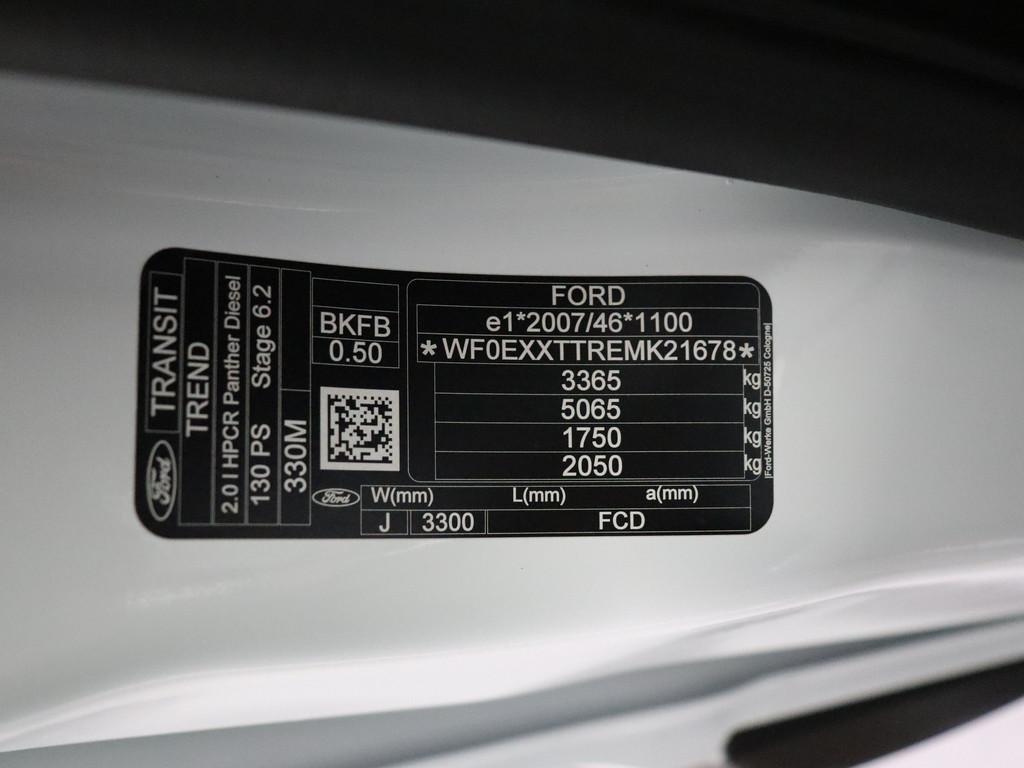 Ford
TRANSIT
TREND
2.0 l HPCR Panther Diesel
130 PS Stage 6.2
330M
BKFB
0.50
Ford
FORD
e1*2007/46*1100
*WF0EXXTTREMK21678*
3365 kg
5065 kg
1750 kg
2050 kg
W(mm) L(mm) a(mm)
J 3300 FCD
Ford-Werke GmbH D-50725 Cologne